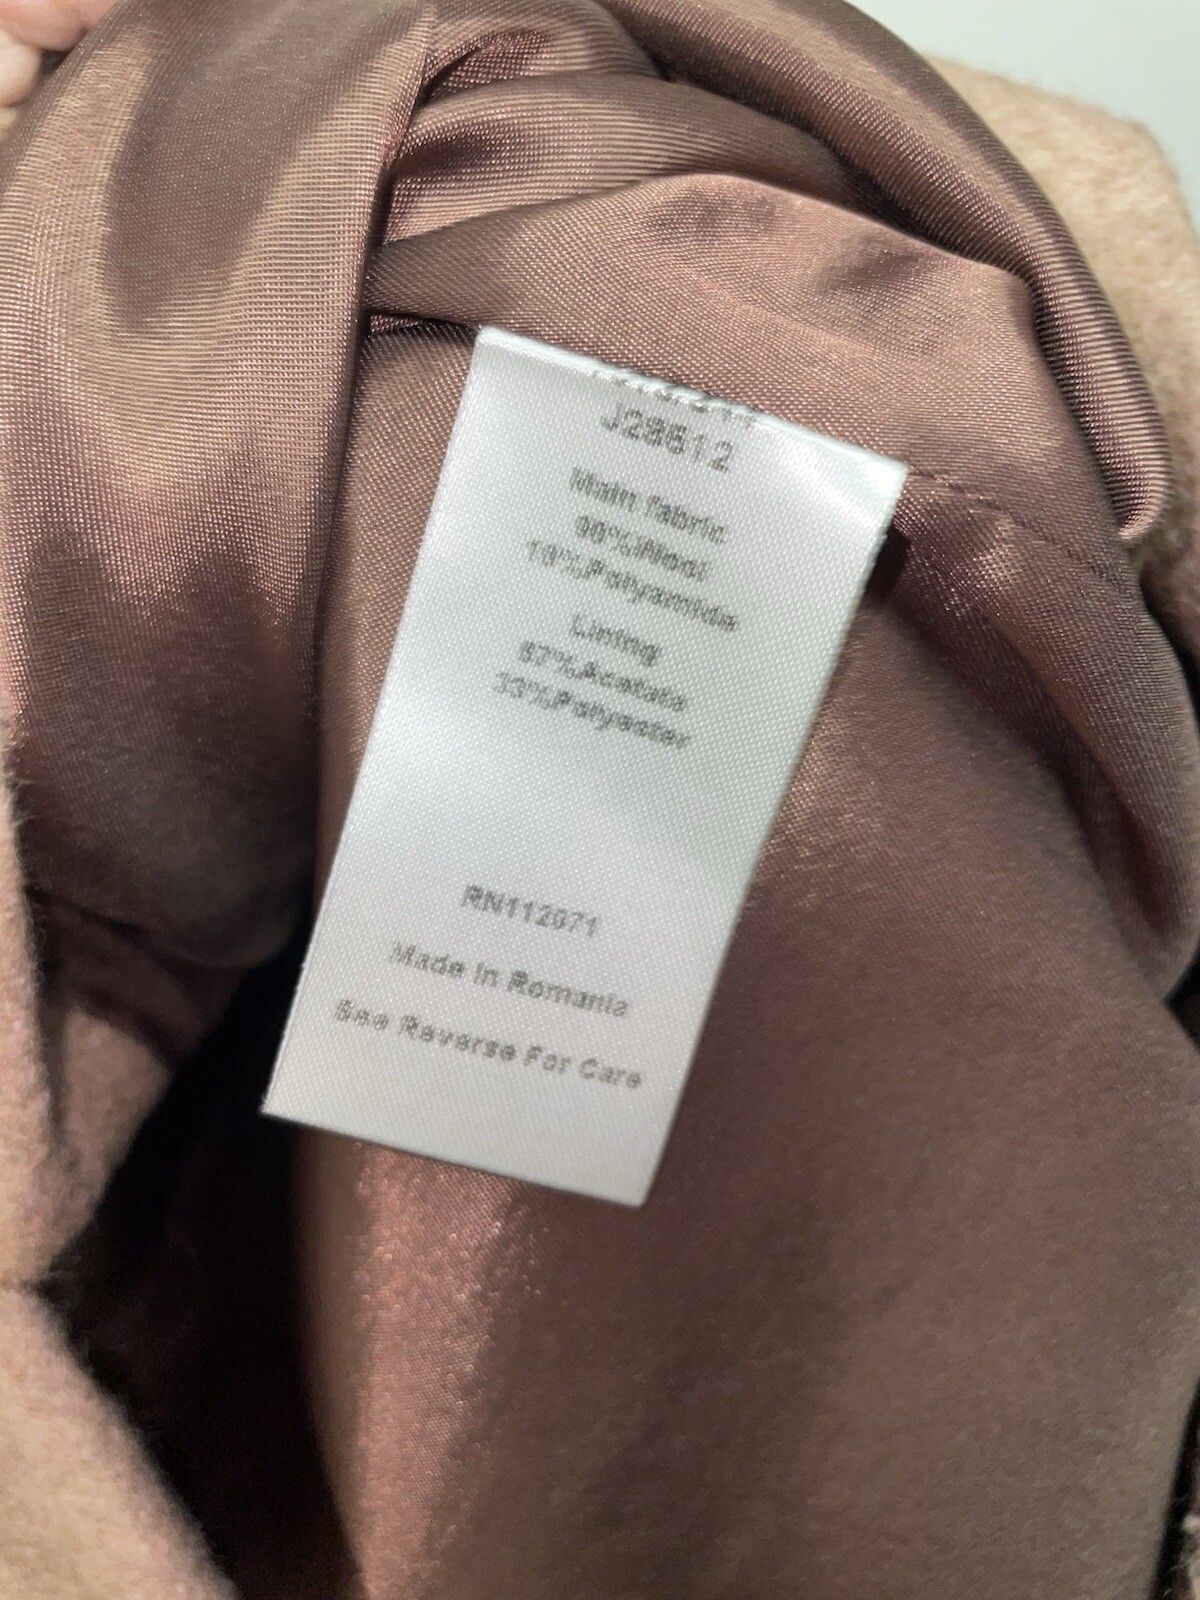 J28612
Main fabric
90%Wool
10%Polyamide
Lining
67%Acetate
33%Polyester
RN112071
Made in Romania
See Reverse For Care